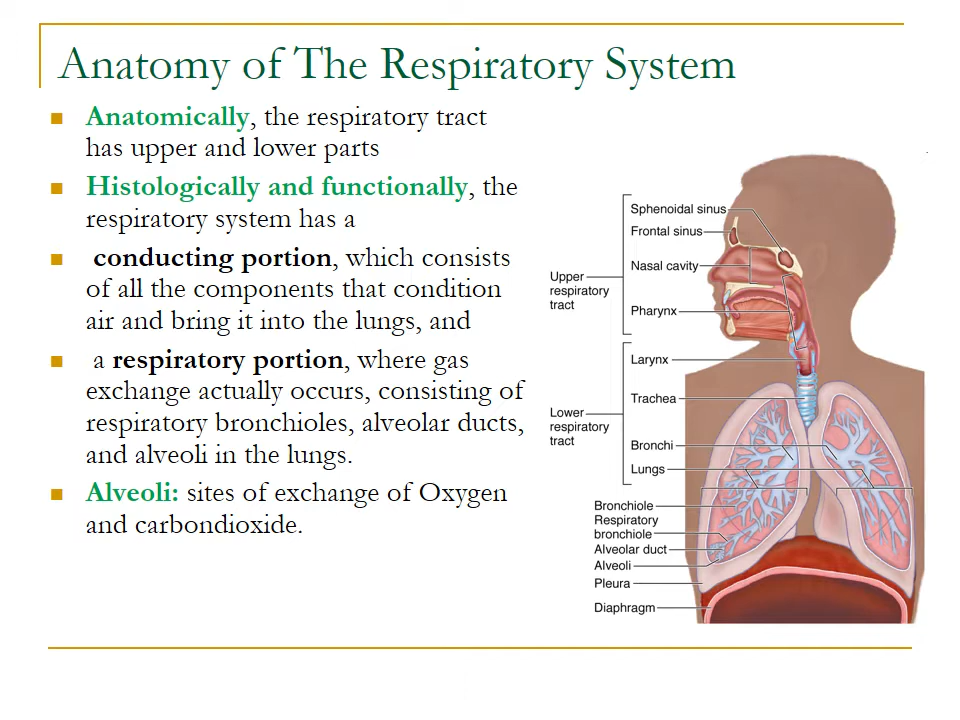 Anatomy of The Respiratory System
Anatomically, the respiratory tract
has upper and lower parts
Histologically and functionally, the
respiratory system has a
conducting portion, which consists
of all the components that condition
air and bring it into the lungs, and
a respiratory portion, where gas
exchange actually occurs, consisting of
respiratory bronchioles, alveolar ducts,
and alveoli in the lungs.
Alveoli: sites of exchange of Oxygen
and carbondioxide.
Upper
respiratory
tract
Sphenoidal sinus
Frontal sinus
Nasal cavity
Pharynx
Lower
respiratory
tract
Larynx
Trachea
Bronchi
Lungs
Bronchiole
Respiratory
bronchiole
Alveolar duct
Alveoli
Pleura
Diaphragm